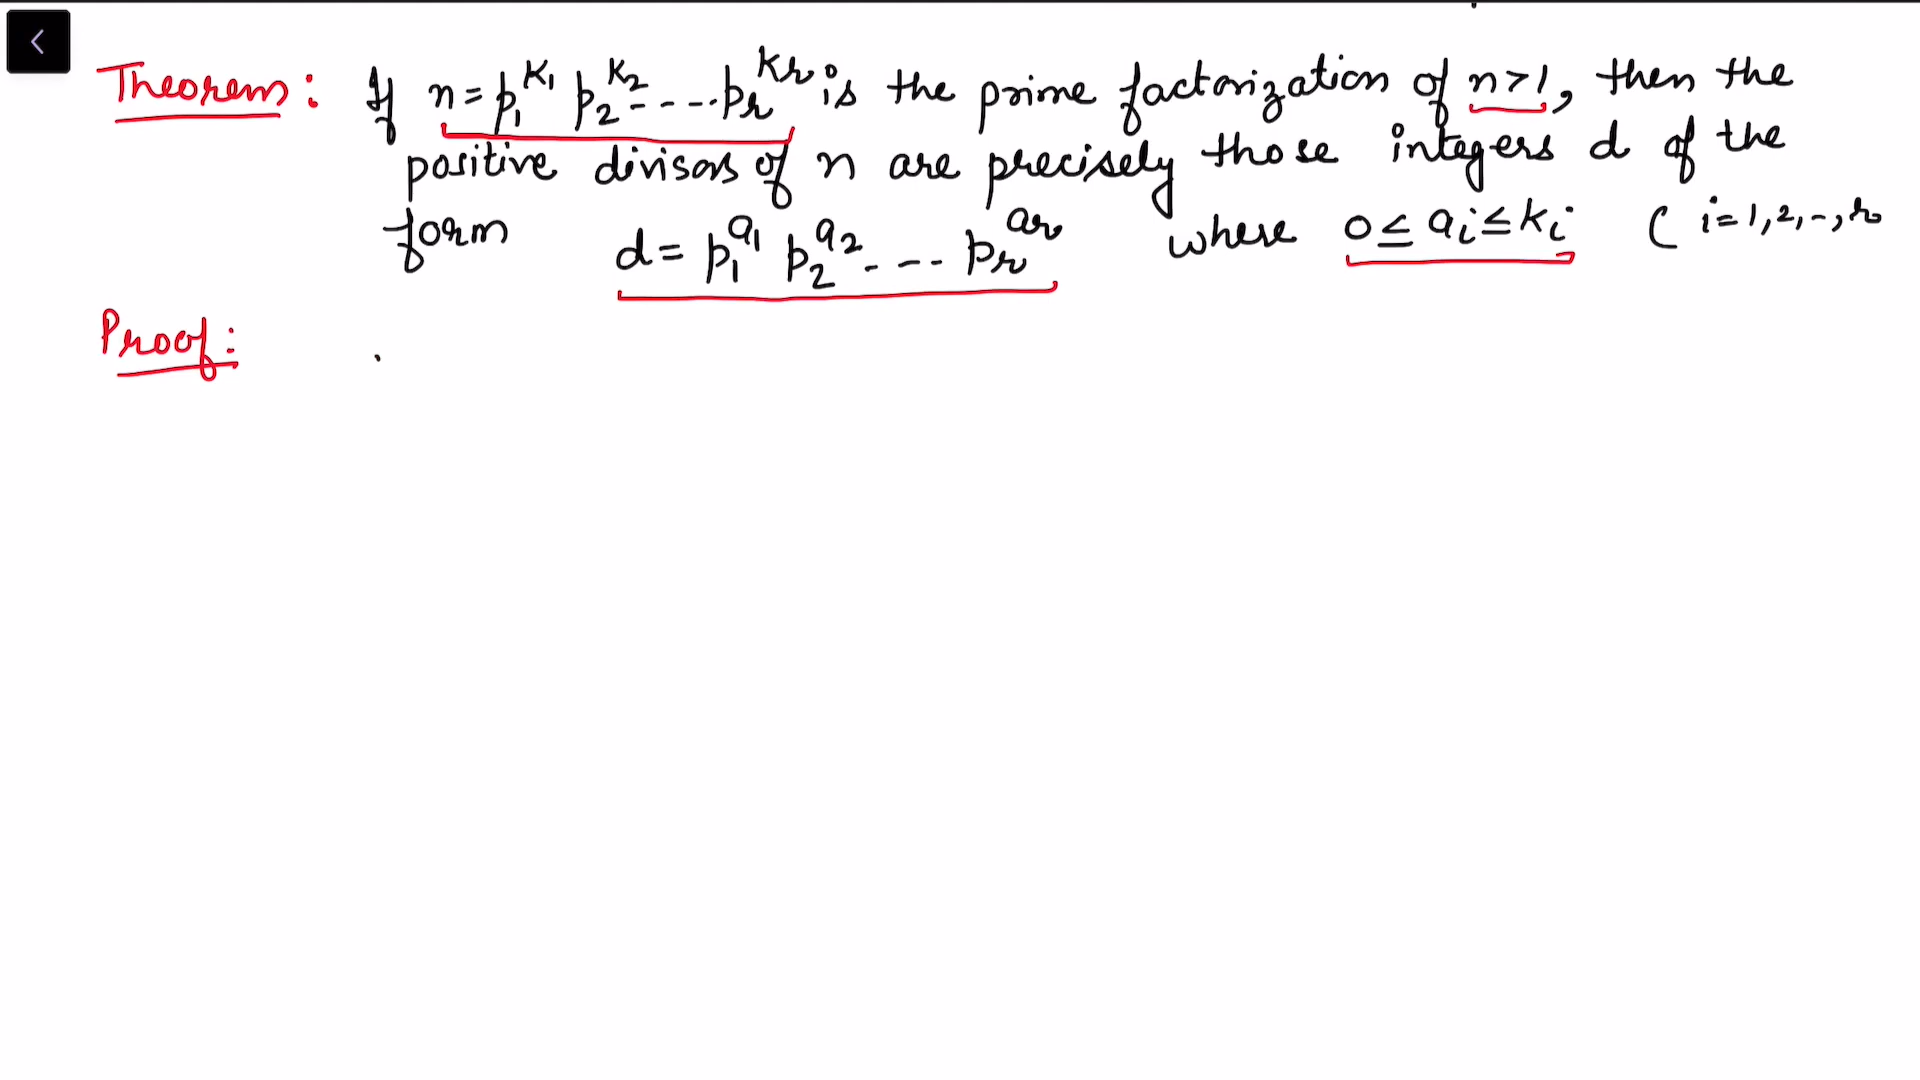 Theorem: If n = p₁^k₁ p₂^k₂ ---- pᵣ^kᵣ is the prime factorization of n>1, then the
positive divisors of n are precisely those integers d of the
form d = p₁^a₁ p₂^a₂ ---- pᵣ^aᵣ where 0 ≤ aᵢ ≤ kᵢ ( i=1,2,--,r
Proof: